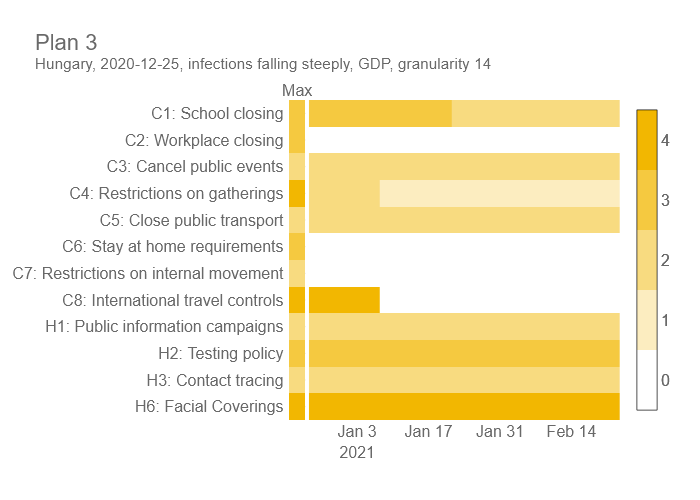 Plan 3
Hungary, 2020-12-25, infections falling steeply, GDP, granularity 14
Max
C1: School closing
C2: Workplace closing
C3: Cancel public events
C4: Restrictions on gatherings
C5: Close public transport
C6: Stay at home requirements
C7: Restrictions on internal movement
C8: International travel controls
H1: Public information campaigns
H2: Testing policy
H3: Contact tracing
H6: Facial Coverings
4
3
2
1
0
Jan 3 Jan 17 Jan 31 Feb 14
2021